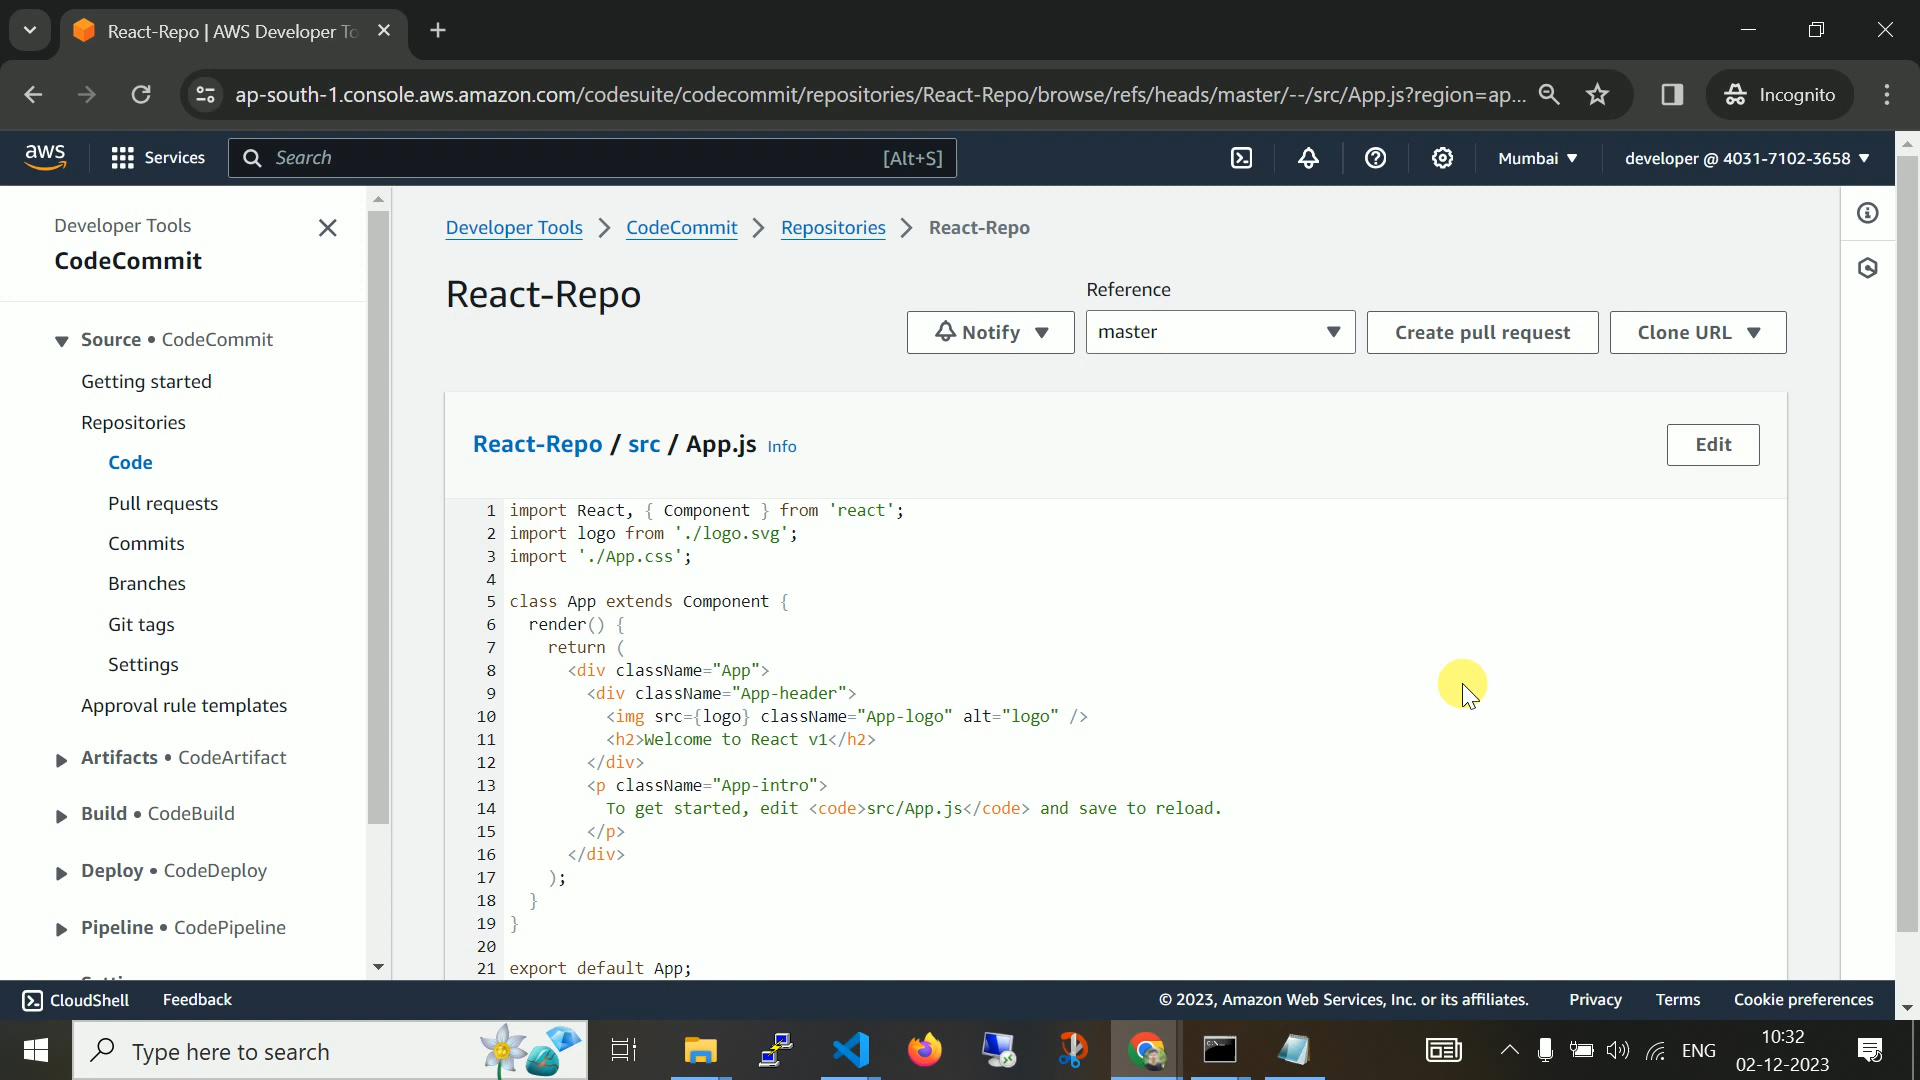 React-Repo | AWS Developer To
ap-south-1.console.aws.amazon.com/codesuite/codecommit/repositories/React-Repo/browse/refs/heads/master/--/src/App.js?region=ap...
Incognito
aws
Services
Search
[Alt+S]
Mumbai
developer @ 4031-7102-3658
Developer Tools
CodeCommit
Source • CodeCommit
Getting started
Repositories
Code
Pull requests
Commits
Branches
Git tags
Settings
Approval rule templates
Artifacts • CodeArtifact
Build • CodeBuild
Deploy • CodeDeploy
Pipeline • CodePipeline
Developer Tools > CodeCommit > Repositories > React-Repo
React-Repo
Reference
Notify
master
Create pull request
Clone URL
React-Repo / src / App.js Info
Edit
1 import React, { Component } from 'react';
2 import logo from './logo.svg';
3 import './App.css';
4
5 class App extends Component {
6 render() {
7 return (
8 <div className="App">
9 <div className="App-header">
10 <img src={logo} className="App-logo" alt="logo" />
11 <h2>Welcome to React v1</h2>
12 </div>
13 <p className="App-intro">
14 To get started, edit <code>src/App.js</code> and save to reload.
15 </p>
16 </div>
17 );
18 }
19 }
20
21 export default App;
CloudShell
Feedback
© 2023, Amazon Web Services, Inc. or its affiliates.
Privacy
Terms
Cookie preferences
Type here to search
ENG
10:32
02-12-2023